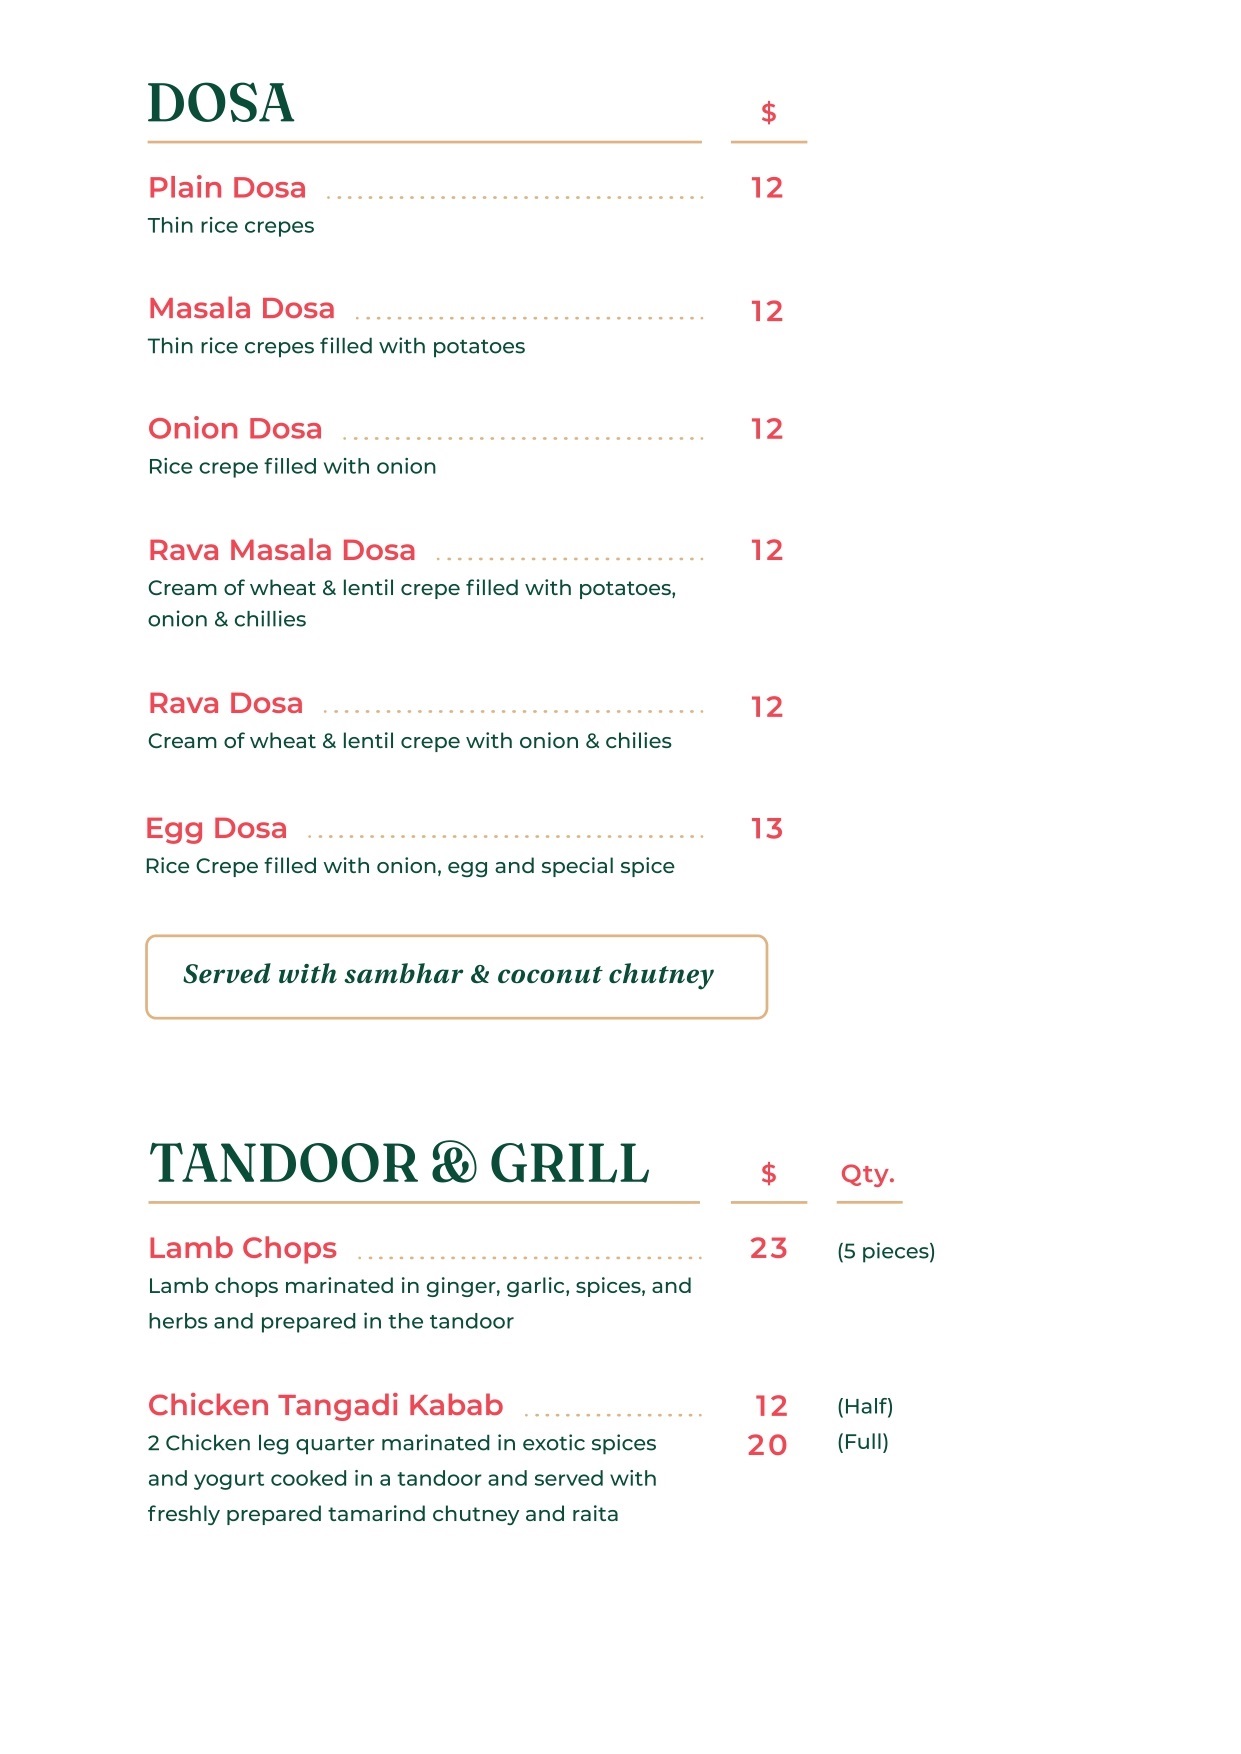 DOSA $
Plain Dosa 12
Thin rice crepes
Masala Dosa 12
Thin rice crepes filled with potatoes
Onion Dosa 12
Rice crepe filled with onion
Rava Masala Dosa 12
Cream of wheat & lentil crepe filled with potatoes,
onion & chillies
Rava Dosa 12
Cream of wheat & lentil crepe with onion & chilies
Egg Dosa 13
Rice Crepe filled with onion, egg and special spice
Served with sambhar & coconut chutney
TANDOOR & GRILL $ Qty.
Lamb Chops 23 (5 pieces)
Lamb chops marinated in ginger, garlic, spices, and
herbs and prepared in the tandoor
Chicken Tangadi Kabab 12 (Half)
2 Chicken leg quarter marinated in exotic spices 20 (Full)
and yogurt cooked in a tandoor and served with
freshly prepared tamarind chutney and raita